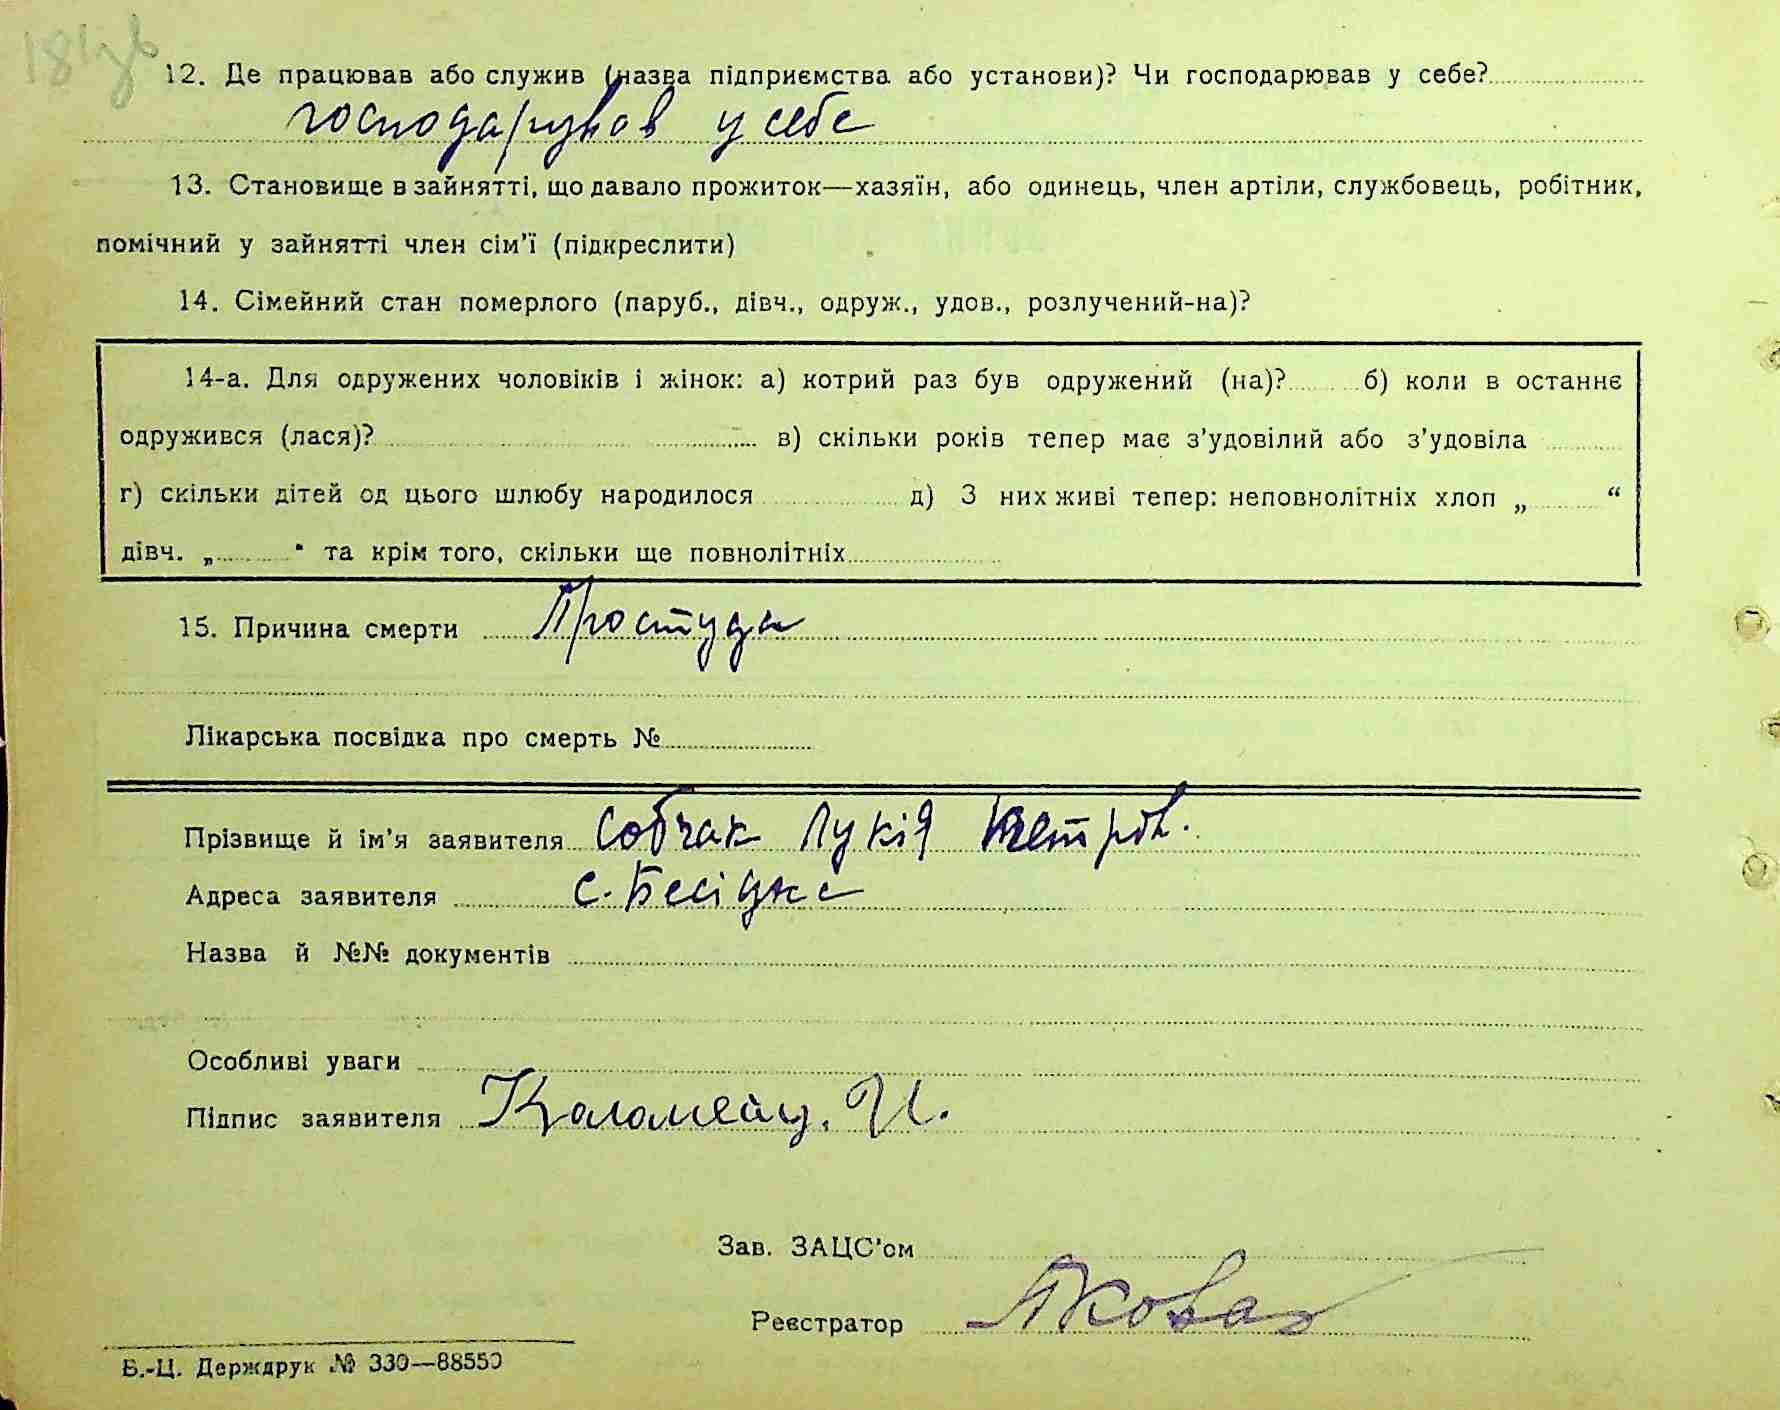 18 зв
12. Де працював або служив (назва підприємства або установи)? Чи господарював у себе?
господарував у себе
13. Становище в зайнятті, що давало прожиток—хазяїн, або одинець, член артіли, службовець, робітник,
помічний у зайнятті член сім'ї (підкреслити)
14. Сімейний стан померлого (паруб., дівч., одруж., удов., розлучений-на)?
14-а. Для одружених чоловіків і жінок: а) котрий раз був одружений (на)? б) коли в останнє
одружився (лася)? в) скільки років тепер має з'удовілий або з'удовіла
г) скільки дітей од цього шлюбу народилося д) З них живі тепер: неповнолітніх хлоп „ “
дівч. „ “ та крім того, скільки ще повнолітніх
15. Причина смерти Простуда
Лікарська посвідка про смерть №
Прізвище й ім'я заявителя Собчак Лукія Петров.
Адреса заявителя с. Бесідке
Назва й №№ документів
Особливі уваги
Підпис заявителя Коломейц. И.
Зав. ЗАЦС'ом
Реєстратор
Б.-Ц. Держдрук № 330—88550